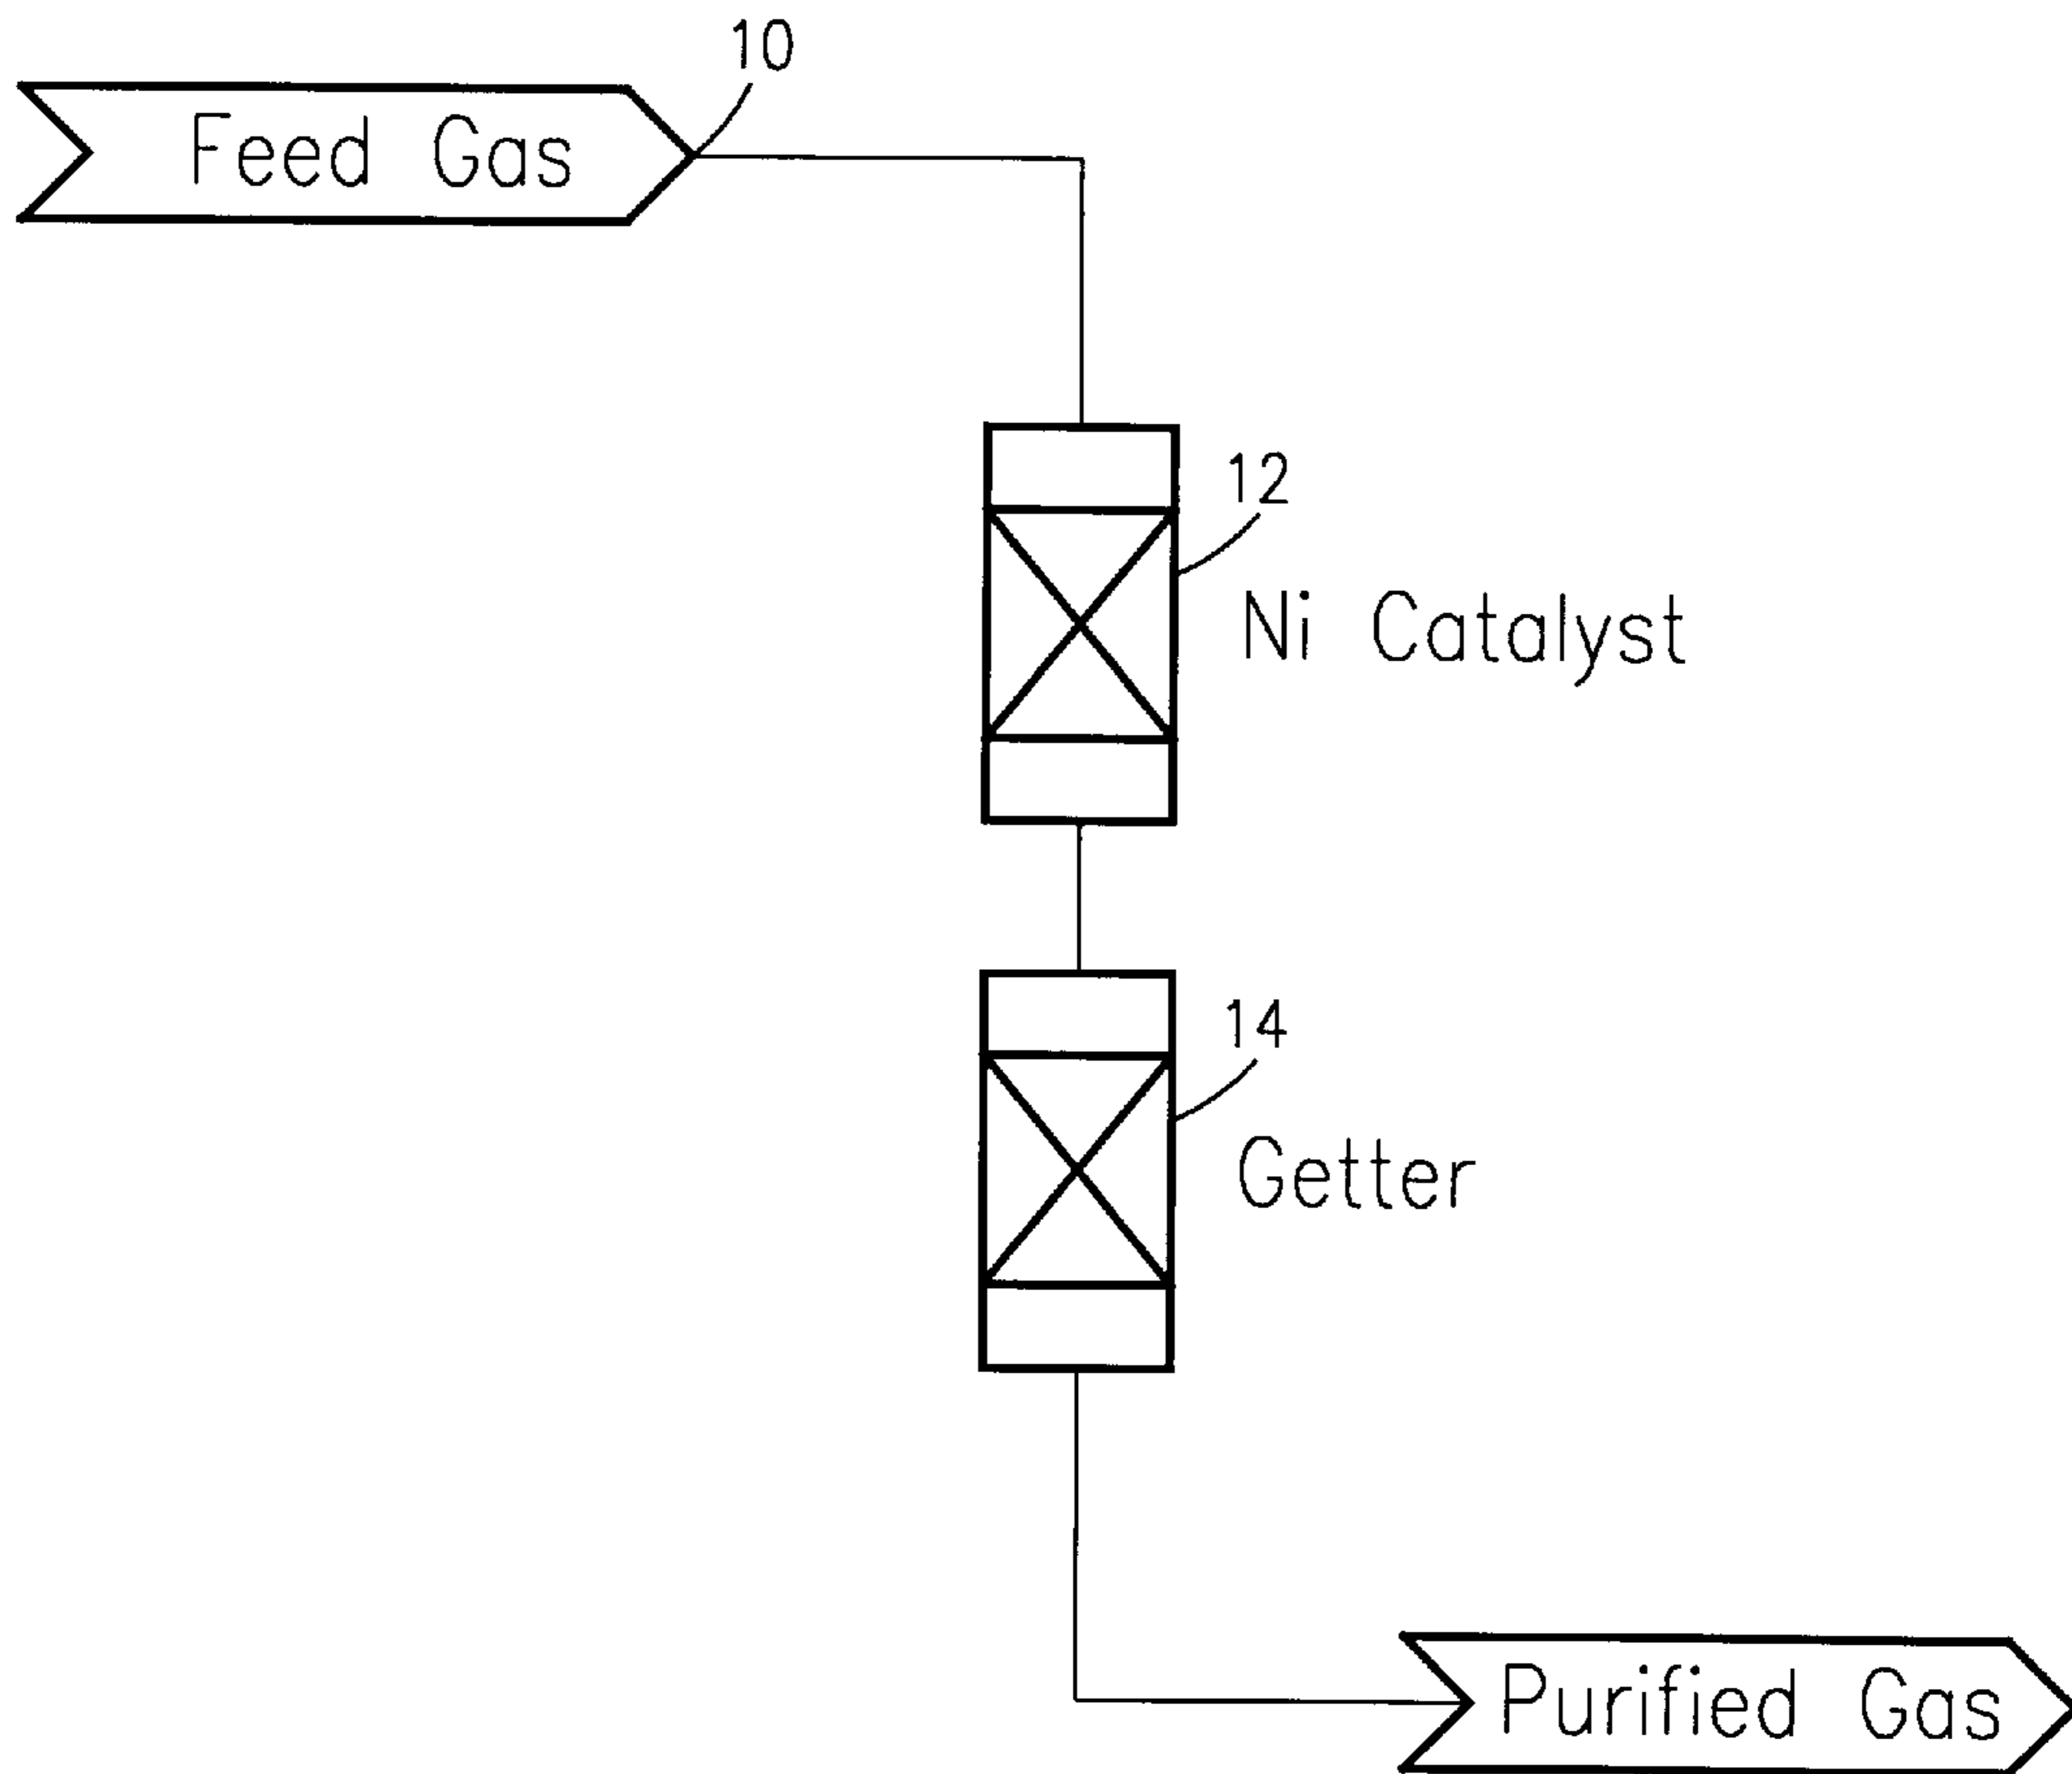 10
Feed Gas
12
Ni Catalyst
14
Getter
Purified Gas